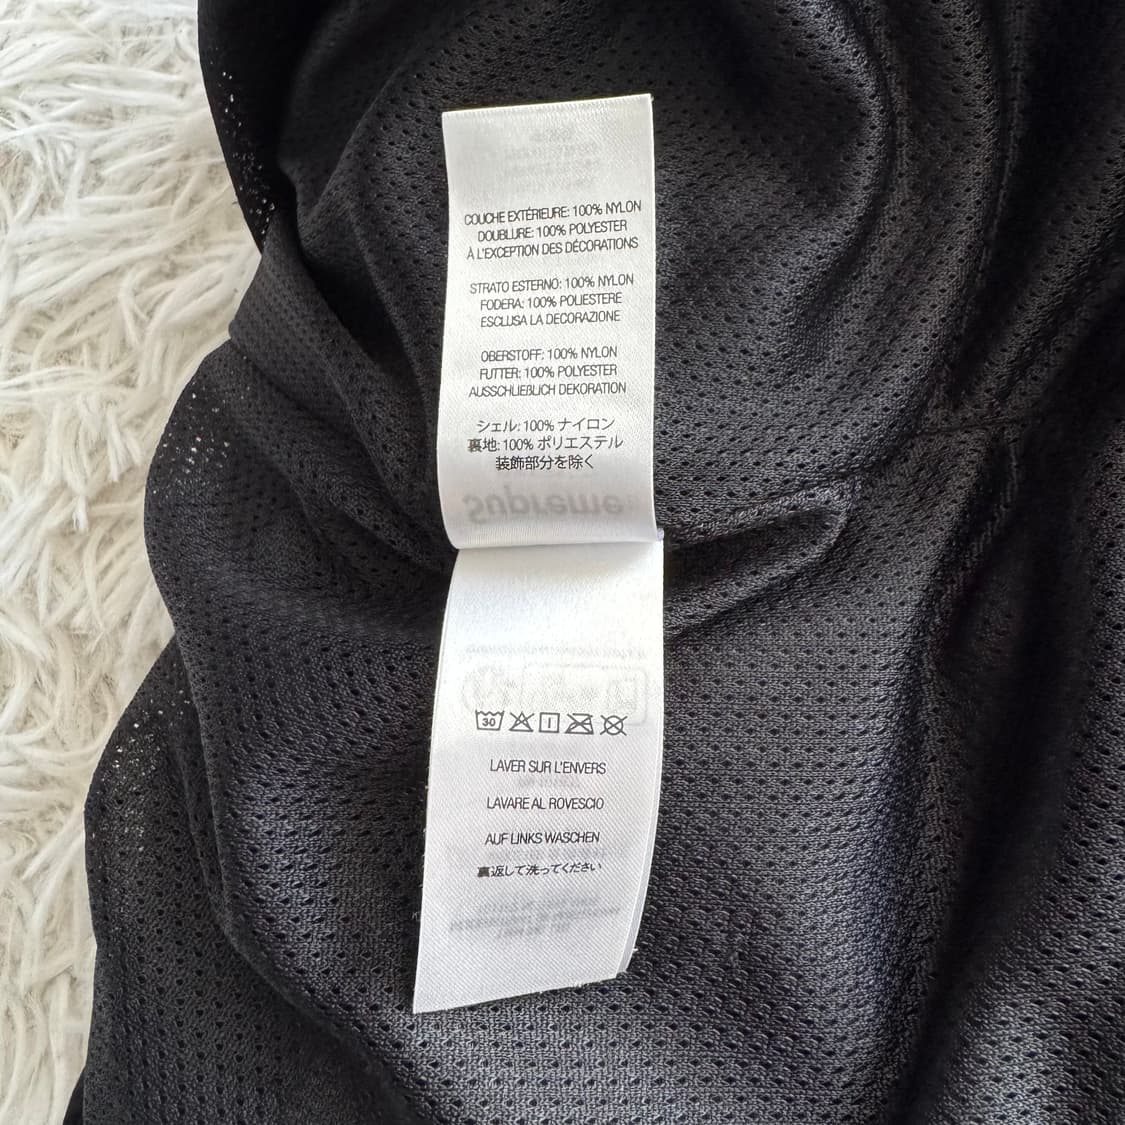 COUCHE EXTÉRIEURE: 100% NYLON
DOUBLURE: 100% POLYESTER
À L'EXCEPTION DES DÉCORATIONS
STRATO ESTERNO: 100% NYLON
FODERA: 100% POLIESTERE
ESCLUSA LA DECORAZIONE
OBERSTOFF: 100% NYLON
FUTTER: 100% POLYESTER
AUSSCHLIEßLICH DEKORATION
シェル: 100% ナイロン
裏地: 100% ポリエステル
装飾部分を除く
Supreme
30
LAVER SUR L'ENVERS
LAVARE AL ROVESCIO
AUF LINKS WASCHEN
裏返して洗ってください